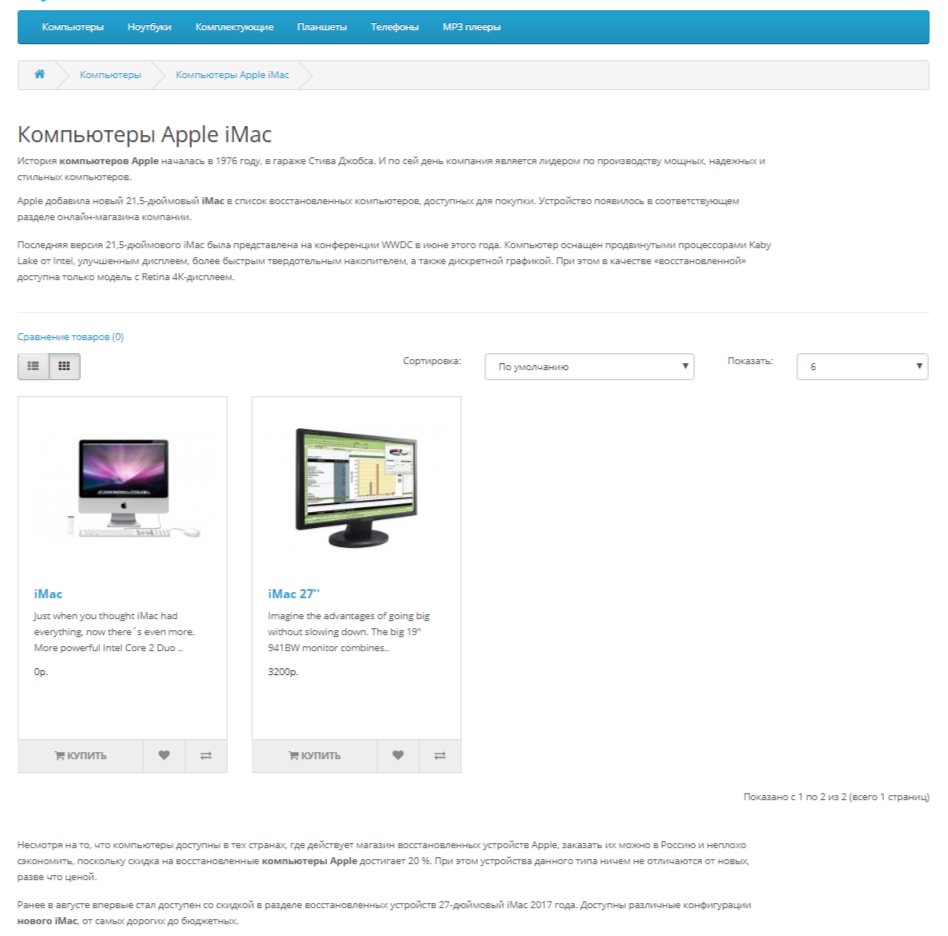 Компьютеры Ноутбуки Комплектующие Планшеты Телефоны MP3 плееры
Компьютеры Компьютеры Apple iMac
Компьютеры Apple iMac
История компьютеров Apple началась в 1976 году, в гараже Стива Джобса. И по сей день компания является лидером по производству мощных, надежных и
стильных компьютеров.
Apple добавила новый 21,5-дюймовый iMac в список восстановленных компьютеров, доступных для покупки. Устройство появилось в соответствующем
разделе онлайн-магазина компании.
Последняя версия 21,5-дюймового iMac была представлена на конференции WWDC в июне этого года. Компьютер оснащен продвинутыми процессорами Kaby
Lake от Intel, улучшенным дисплеем, более быстрым твердотельным накопителем, а также дискретной графикой. При этом в качестве «восстановленной»
доступна только модель с Retina 4K-дисплеем.
Сравнение товаров (0)
Сортировка: По умолчанию Показать: 6
iMac
Just when you thought iMac had
everything, now there´s even more.
More powerful Intel Core 2 Duo ..
0р.
КУПИТЬ
iMac 27''
Imagine the advantages of going big
without slowing down. The big 19"
941BW monitor combines..
3200р.
КУПИТЬ
Показано с 1 по 2 из 2 (всего 1 страниц)
Несмотря на то, что компьютеры доступны в тех странах, где действует магазин восстановленных устройств Apple, заказать их можно в Россию и неплохо
сэкономить, поскольку скидка на восстановленные компьютеры Apple достигает 20 %. При этом устройства данного типа ничем не отличаются от новых,
разве что ценой.
Ранее в августе впервые стал доступен со скидкой в разделе восстановленных устройств 27-дюймовый iMac 2017 года. Доступны различные конфигурации
нового iMac, от самых дорогих до бюджетных.